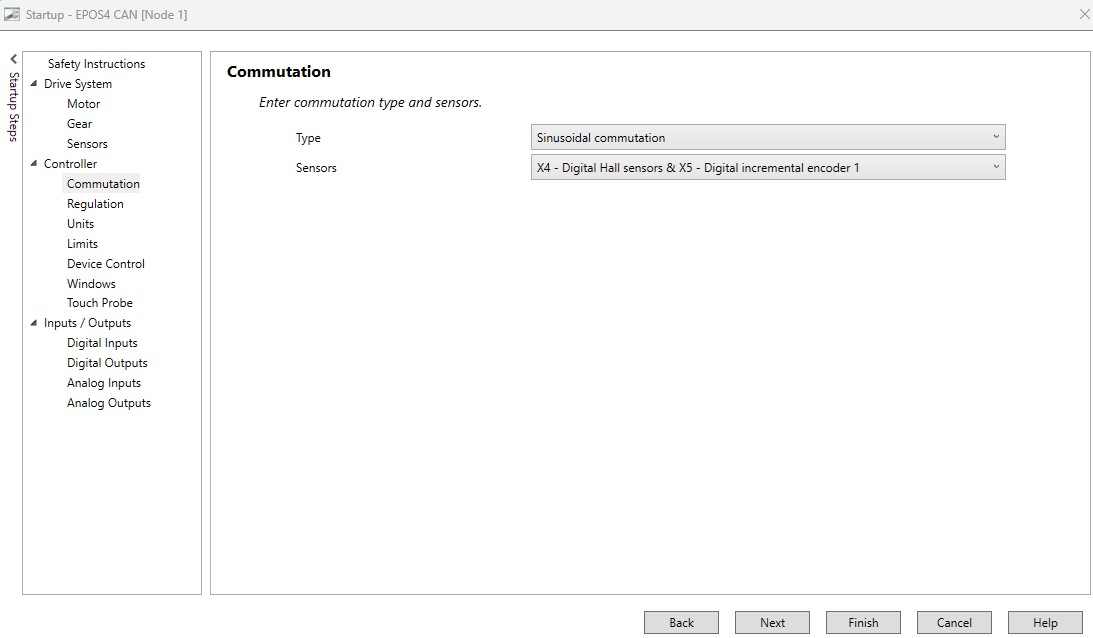 Startup - EPOS4 CAN [Node 1]
Startup Steps
Safety Instructions
Drive System
Motor
Gear
Sensors
Controller
Commutation
Regulation
Units
Limits
Device Control
Windows
Touch Probe
Inputs / Outputs
Digital Inputs
Digital Outputs
Analog Inputs
Analog Outputs
Commutation
Enter commutation type and sensors.
Type Sinusoidal commutation
Sensors X4 - Digital Hall sensors & X5 - Digital incremental encoder 1
Back Next Finish Cancel Help